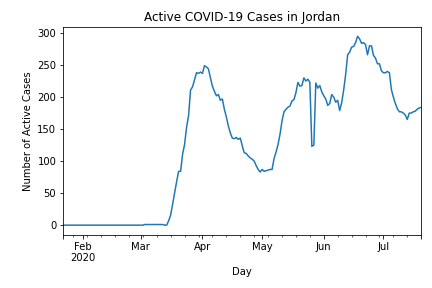 Active COVID-19 Cases in Jordan
Number of Active Cases
300
250
200
150
100
50
0
Feb Mar Apr May Jun Jul
2020
Day